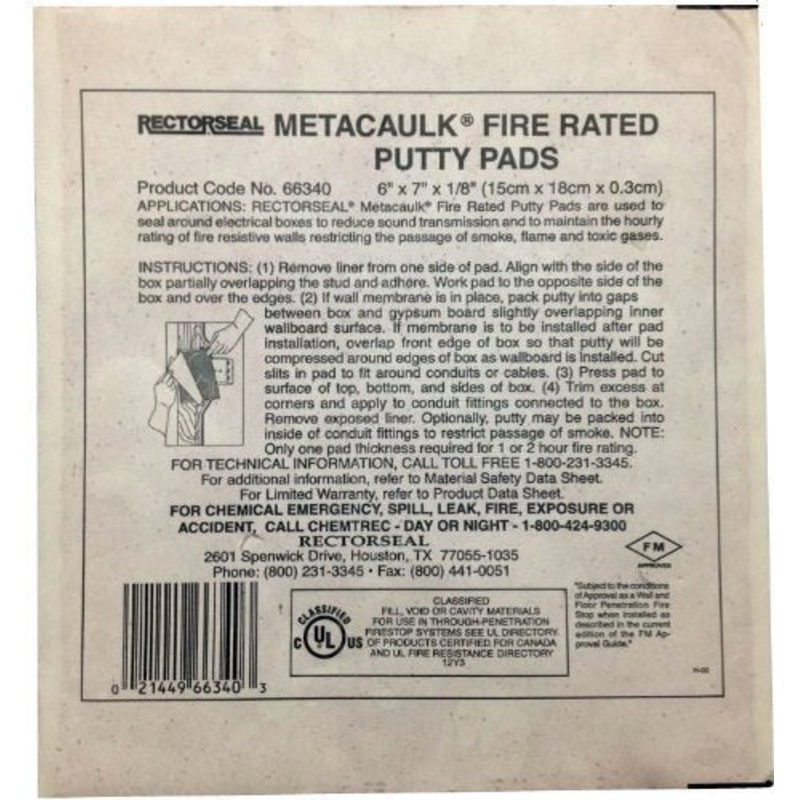 RECTORSEAL METACAULK® FIRE RATED
PUTTY PADS
Product Code No. 66340 6" x 7" x 1/8" (15cm x 18cm x 0.3cm)
APPLICATIONS: RECTORSEAL® Metacaulk® Fire Rated Putty Pads are used to
seal around electrical boxes to reduce sound transmission and to maintain the hourly
rating of fire resistive walls restricting the passage of smoke, flame and toxic gases.
INSTRUCTIONS: (1) Remove liner from one side of pad. Align with the side of the
box partially overlapping the stud and adhere. Work pad to the opposite side of the
box and over the edges. (2) If wall membrane is in place, pack putty into gaps
between box and gypsum board slightly overlapping inner
wallboard surface. If membrane is to be installed after pad
installation, overlap front edge of box so that putty will be
compressed around edges of box as wallboard is installed. Cut
slits in pad to fit around conduits or cables. (3) Press pad to
surface of top, bottom, and sides of box. (4) Trim excess at
corners and apply to conduit fittings connected to the box.
Remove exposed liner. Optionally, putty may be packed into
inside of conduit fittings to restrict passage of smoke. NOTE:
Only one pad thickness required for 1 or 2 hour fire rating.
FOR TECHNICAL INFORMATION, CALL TOLL FREE 1-800-231-3345.
For additional information, refer to Material Safety Data Sheet.
For Limited Warranty, refer to Product Data Sheet.
FOR CHEMICAL EMERGENCY, SPILL, LEAK, FIRE, EXPOSURE OR
ACCIDENT, CALL CHEMTREC - DAY OR NIGHT - 1-800-424-9300
RECTORSEAL
2601 Spenwick Drive, Houston, TX 77055-1035
Phone: (800) 231-3345 • Fax: (800) 441-0051
FM
APPROVED
"Subject to the conditions
of Approval as a Wall and
Floor Penetration Fire
Stop when installed as
described in the current
edition of the FM Ap-
proval Guide."
CLASSIFIED
C UL US
CLASSIFIED
FILL, VOID OR CAVITY MATERIALS
FOR USE IN THROUGH-PENETRATION
FIRESTOP SYSTEMS SEE UL DIRECTORY
OF PRODUCTS CERTIFIED FOR CANADA
AND UL FIRE RESISTANCE DIRECTORY
12Y3
0 21449 66340 3